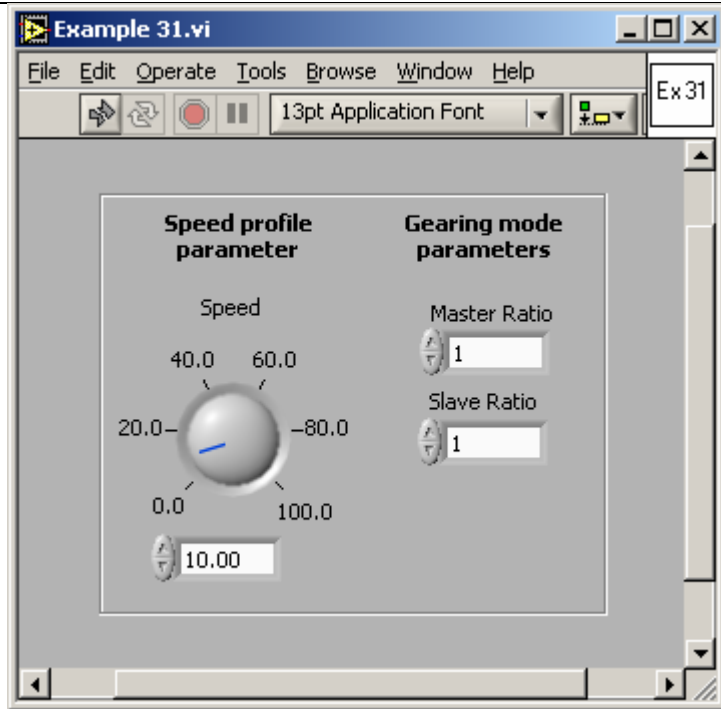 Example 31.vi
File Edit Operate Tools Browse Window Help
Ex 31
13pt Application Font
Speed profile
parameter
Gearing mode
parameters
Speed
Master Ratio
40.0 60.0
1
Slave Ratio
20.0 80.0
1
0.0 100.0
10.00